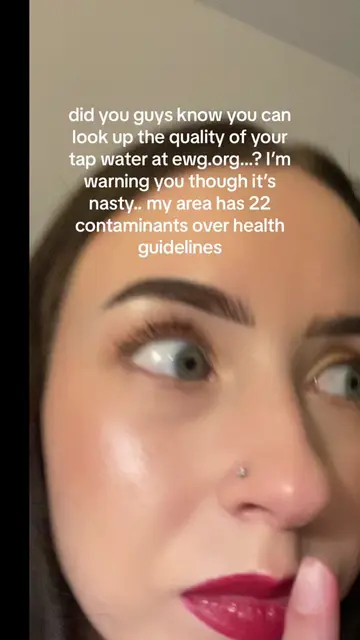 did you guys know you can
look up the quality of your
tap water at ewg.org...? I'm
warning you though it's
nasty.. my area has 22
contaminants over health
guidelines